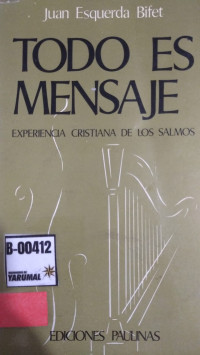 Juan Esquerda Bifet
TODO ES
MENSAJE
EXPERIENCIA CRISTIANA DE LOS SALMOS
B-00412
YARUMAL
EDICIONES PAULINAS